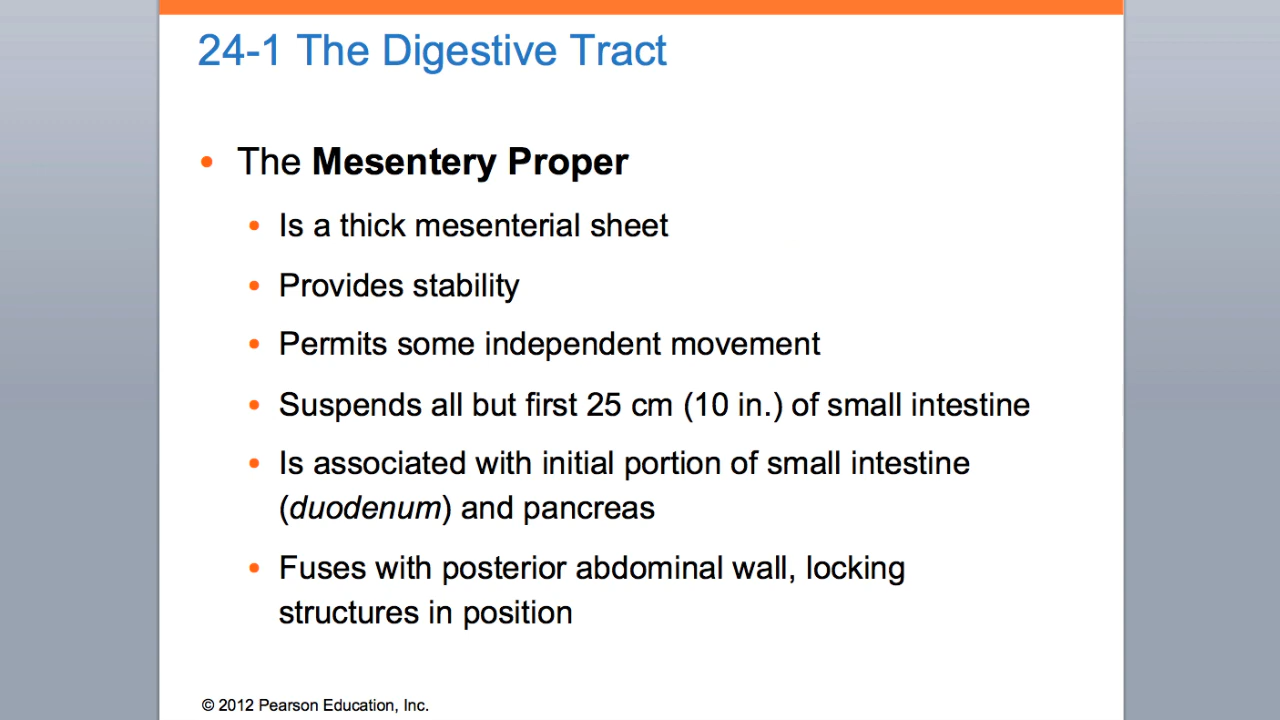 24-1 The Digestive Tract
• The Mesentery Proper
• Is a thick mesenterial sheet
• Provides stability
• Permits some independent movement
• Suspends all but first 25 cm (10 in.) of small intestine
• Is associated with initial portion of small intestine
(duodenum) and pancreas
• Fuses with posterior abdominal wall, locking
structures in position
© 2012 Pearson Education, Inc.